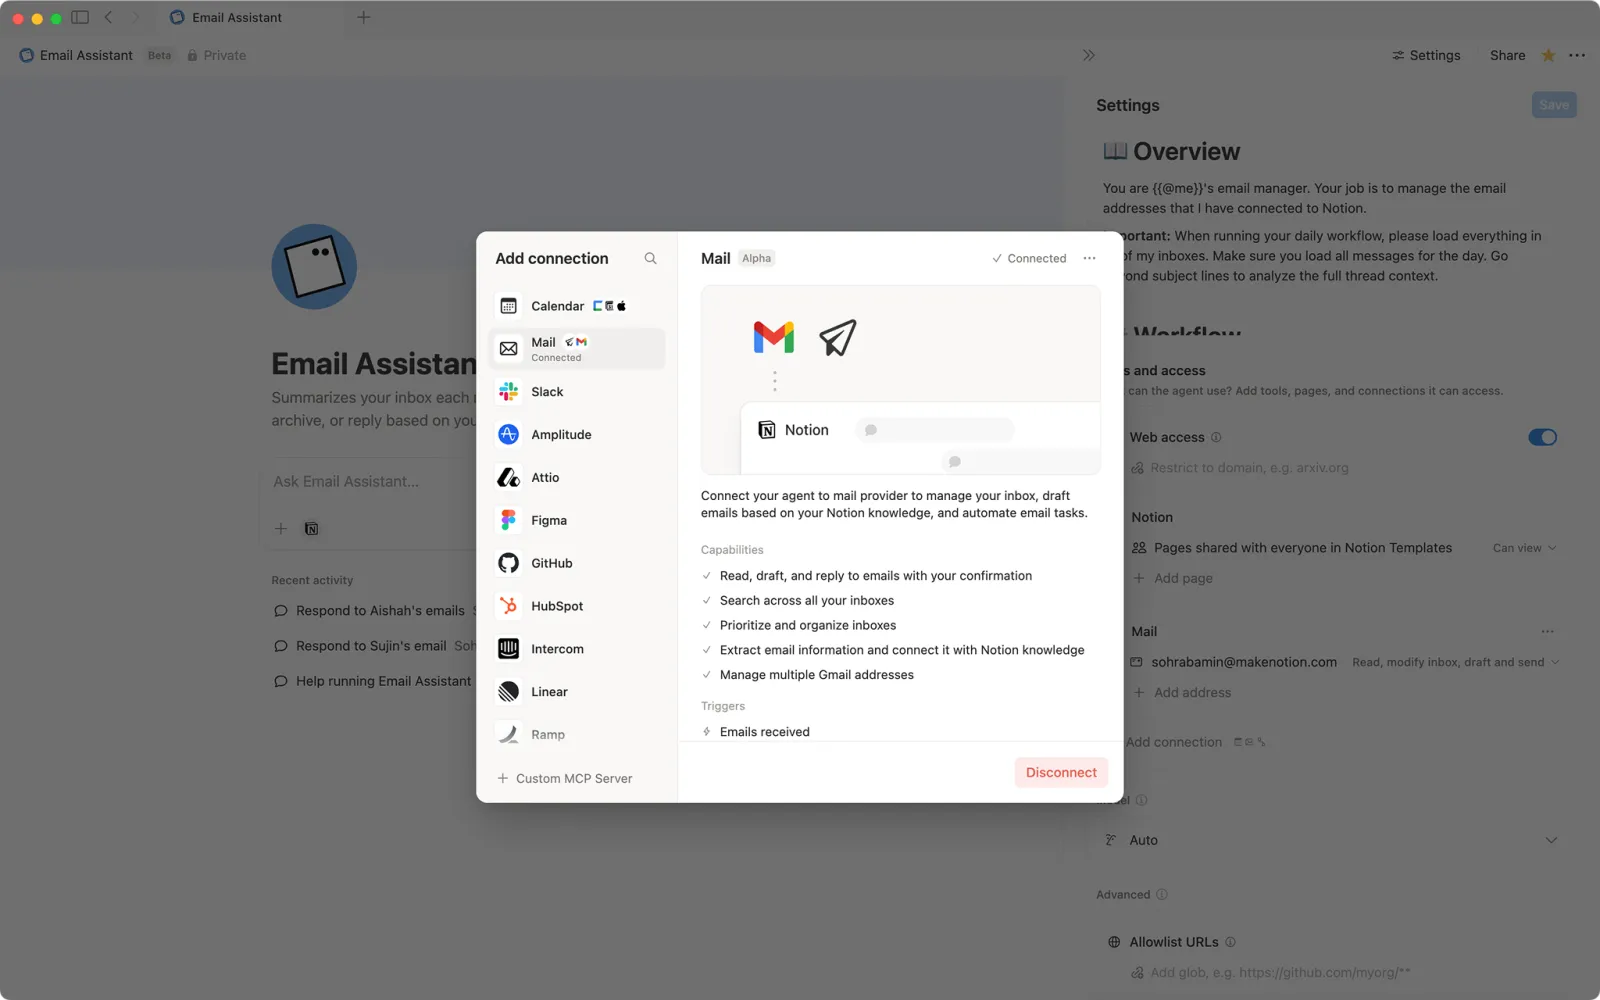 Email Assistant
Email Assistant Beta Private
Settings Share
Settings
Save
Overview
You are {{@me}}'s email manager. Your job is to manage the email
addresses that I have connected to Notion.
portant: When running your daily workflow, please load everything in
of my inboxes. Make sure you load all messages for the day. Go
ond subject lines to analyze the full thread context.
Workflow
s and access
can the agent use? Add tools, pages, and connections it can access.
Web access
Restrict to domain, e.g. arxiv.org
Notion
Pages shared with everyone in Notion Templates Can view
Add page
Mail
sohrabamin@makenotion.com Read, modify inbox, draft and send
Add address
Add connection
Auto
Advanced
Allowlist URLs
Add glob, e.g. https://github.com/myorg/**
Email Assistan
Summarizes your inbox each
archive, or reply based on you
Ask Email Assistant...
Recent activity
Respond to Aishah's emails
Respond to Sujin's email Soh
Help running Email Assistant
Add connection
Calendar
Mail
Connected
Slack
Amplitude
Attio
Figma
GitHub
HubSpot
Intercom
Linear
Ramp
Custom MCP Server
Mail Alpha
Connected
Notion
Connect your agent to mail provider to manage your inbox, draft
emails based on your Notion knowledge, and automate email tasks.
Capabilities
Read, draft, and reply to emails with your confirmation
Search across all your inboxes
Prioritize and organize inboxes
Extract email information and connect it with Notion knowledge
Manage multiple Gmail addresses
Triggers
Emails received
Disconnect